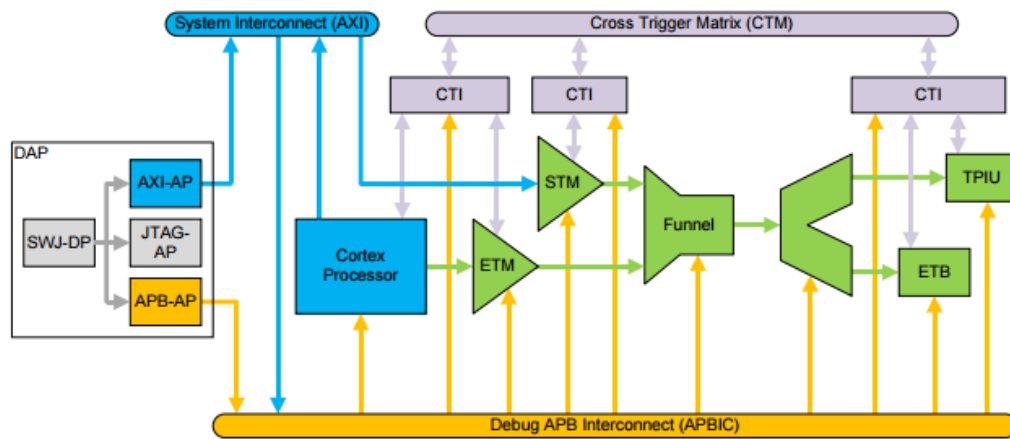 System Interconnect (AXI)
Cross Trigger Matrix (CTM)
CTI
CTI
CTI
DAP
AXI-AP
SWJ-DP
JTAG-
AP
APB-AP
Cortex
Processor
STM
ETM
Funnel
TPIU
ETB
Debug APB Interconnect (APBIC)